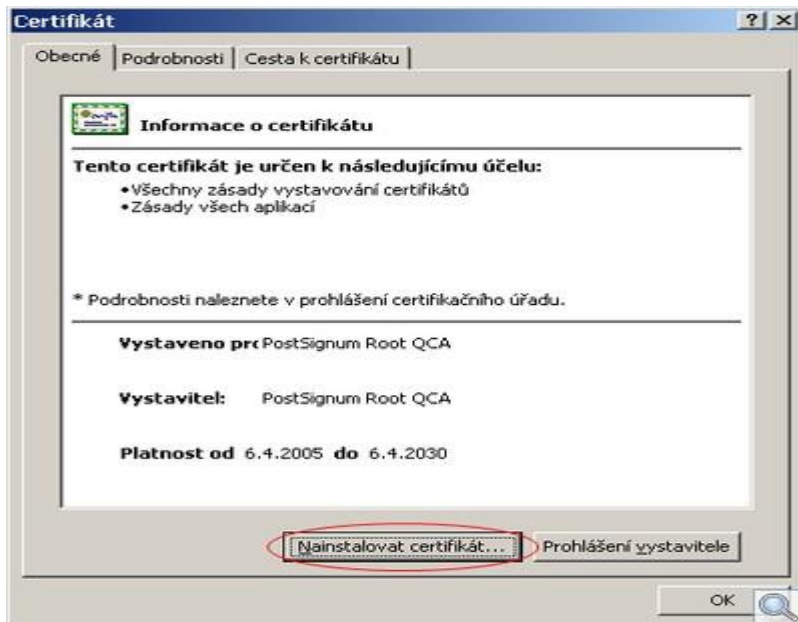 Certifikát
Obecné Podrobnosti Cesta k certifikátu
Informace o certifikátu
Tento certifikát je určen k následujícímu účelu:
•Všechny zásady vystavování certifikátů
•Zásady všech aplikací
* Podrobnosti naleznete v prohlášení certifikačního úřadu.
Vystaveno pro PostSignum Root QCA
Vystavitel: PostSignum Root QCA
Platnost od 6.4.2005 do 6.4.2030
Nainstalovat certifikát... Prohlášení vystavitele
OK